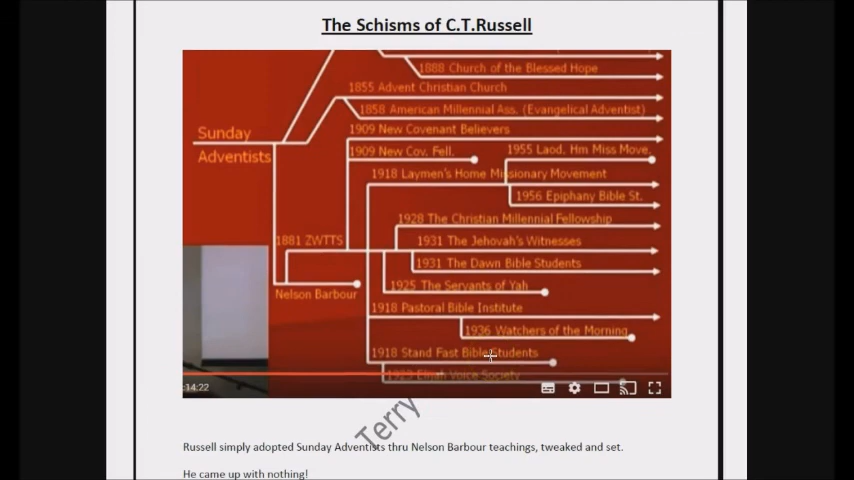 The Schisms of C.T.Russell
1888 Church of the Blessed Hope
1855 Advent Christian Church
1858 American Millennial Ass. (Evangelical Adventist)
Sunday
Adventists
1909 New Covenant Believers
1909 New Cov. Fell.
1955 Laod. Hm Miss Move.
1918 Laymen's Home Missionary Movement
1956 Epiphany Bible St.
1928 The Christian Millennial Fellowship
1881 ZWTTS
1931 The Jehovah's Witnesses
1931 The Dawn Bible Students
1925 The Servants of Yah
Nelson Barbour
1918 Pastoral Bible Institute
1936 Watchers of the Morning
1918 Stand Fast Bible Students
Elijah Voice Society
:14:22
Terry
Russell simply adopted Sunday Adventists thru Nelson Barbour teachings, tweaked and set.
He came up with nothing!